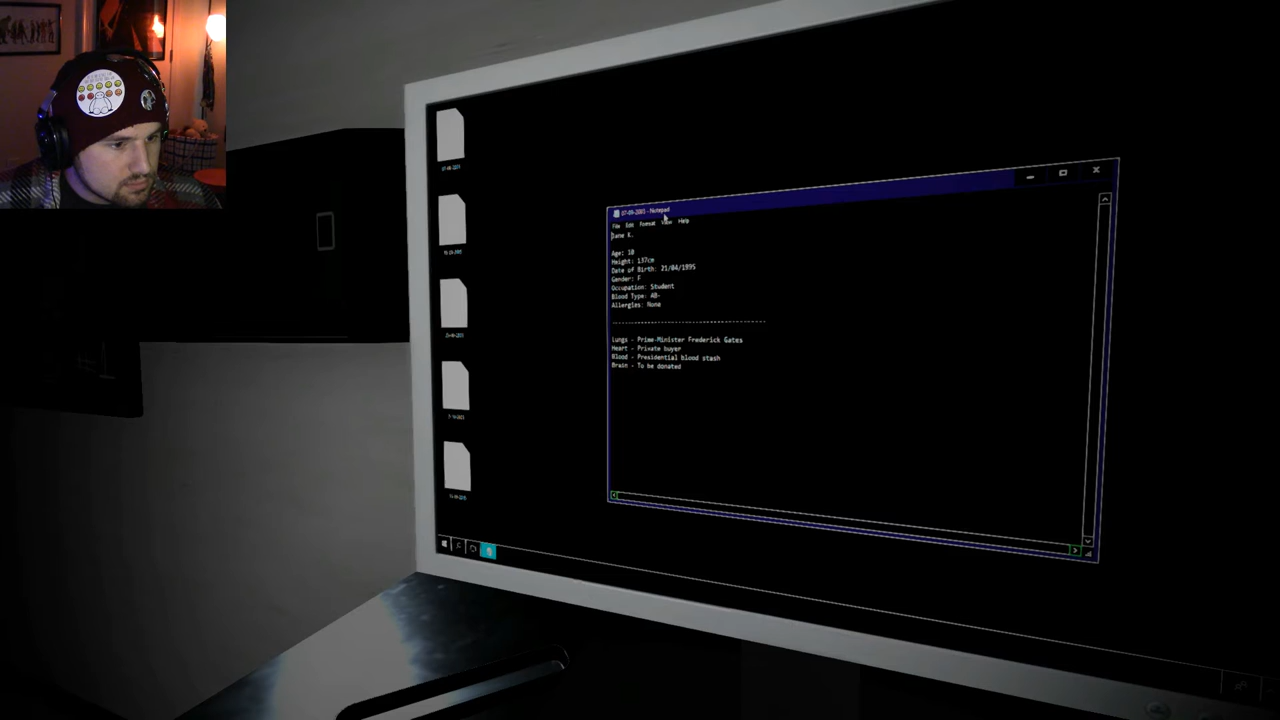 07-09-2003 - Notepad
File Edit Format View Help
Jame K.
Age: 10
Height: 137cm
Date of Birth: 21/04/1995
Gender: F
Occupation: Student
Blood Type: AB-
Allergies: None
--------------------------------------------
Lungs - Prime-Minister Frederick Gates
Heart - Private buyer
Blood - Presidential blood stash
Brain - To be donated